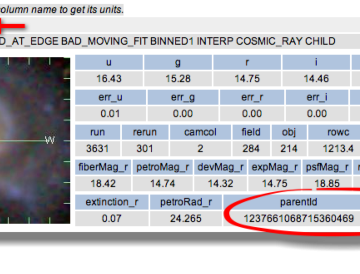 column name to get its units.
D_AT_EDGE BAD_MOVING_FIT BINNED1 INTERP COSMIC_RAY CHILD
u g r i
16.43 15.28 14.75 14.46
err_u err_g err_r err_i
0.01 0.00 0.00 0.00
run rerun camcol field obj rowc
3631 301 2 284 214 1213.4
fiberMag_r petroMag_r devMag_r expMag_r psfMag_r
18.42 14.74 14.32 14.75 18.85
extinction_r petroRad_r parentId
0.07 24.265 1237661068715360469
W